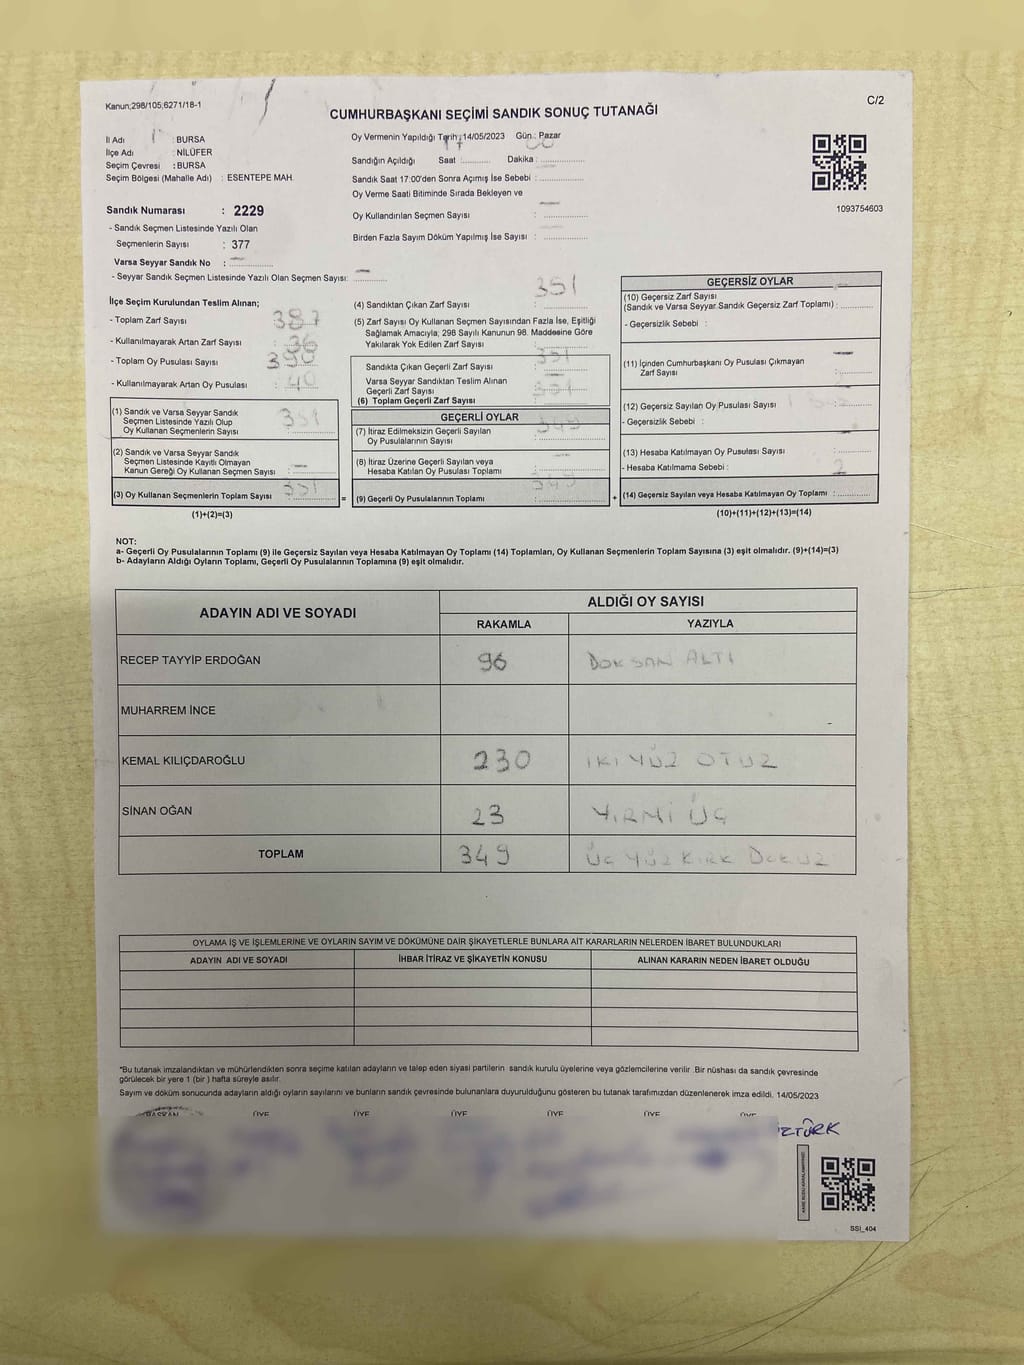 Kanun;298/105;6271/18-1
C/2
CUMHURBAŞKANI SEÇİMİ SANDIK SONUÇ TUTANAĞI
İl Adı : BURSA
İlçe Adı : NİLÜFER
Seçim Çevresi : BURSA
Seçim Bölgesi (Mahalle Adı) : ESENTEPE MAH.
Sandık Numarası : 2229
- Sandık Seçmen Listesinde Yazılı Olan
Seçmenlerin Sayısı : 377
Varsa Seyyar Sandık No :
- Seyyar Sandık Listesinde Yazılı Olan Seçmen Sayısı:
Oy Vermenin Yapıldığı Tarih: 14/05/2023 Gün : Pazar
Sandığın Açıldığı Saat : 17 Dakika : 00
Sandık Saat 17:00'den Sonra Açımış İse Sebebi :
Oy Verme Saati Bitiminde Sırada Bekleyen ve
Oy Kullandırılan Seçmen Sayısı :
Birden Fazla Sayım Döküm Yapılmış İse Sayısı :
1093754603
İlçe Seçim Kurulundan Teslim Alınan;
- Toplam Zarf Sayısı : 387
- Kullanılmayarak Artan Zarf Sayısı : 36
- Toplam Oy Pusulası Sayısı : 390
- Kullanılmayarak Artan Oy Pusulası : 40
(1) Sandık ve Varsa Seyyar Sandık
Seçmen Listesinde Yazılı Olup
Oy Kullanan Seçmenlerin Sayısı : 351
(2) Sandık ve Varsa Seyyar Sandık
Seçmen Listesinde Kayıtlı Olmayan
Kanun Gereği Oy Kullanan Seçmen Sayısı : -
(3) Oy Kullanan Seçmenlerin Toplam Sayısı : 351
(1)+(2)=(3)
(4) Sandıktan Çıkan Zarf Sayısı : 351
(5) Zarf Sayısı Oy Kullanan Seçmen Sayısından Fazla İse, Eşitliği
Sağlamak Amacıyla, 298 Sayılı Kanunun 98. Maddesine Göre
Yakılarak Yok Edilen Zarf Sayısı :
Sandıkta Çıkan Geçerli Zarf Sayısı : 351
Varsa Seyyar Sandıktan Teslim Alınan
Geçerli Zarf Sayısı :
(6) Toplam Geçerli Zarf Sayısı : 351
GEÇERLİ OYLAR
(7) İtiraz Edilmeksizin Geçerli Sayılan
Oy Pusulalarının Sayısı : 349
(8) İtiraz Üzerine Geçerli Sayılan veya
Hesaba Katılan Oy Pusulası Toplamı : -
= (9) Geçerli Oy Pusulalarının Toplamı : 349
GEÇERSİZ OYLAR
(10) Geçersiz Zarf Sayısı
(Sandık ve Varsa Seyyar Sandık Geçersiz Zarf Toplamı) :
- Geçersizlik Sebebi :
(11) İçinden Cumhurbaşkanı Oy Pusulası Çıkmayan
Zarf Sayısı :
(12) Geçersiz Sayılan Oy Pusulası Sayısı :
- Geçersizlik Sebebi :
(13) Hesaba Katılmayan Oy Pusulası Sayısı :
- Hesaba Katılmama Sebebi :
+ (14) Geçersiz Sayılan veya Hesaba Katılmayan Oy Toplamı : 2
(10)+(11)+(12)+(13)=(14)
NOT:
a- Geçerli Oy Pusulalarının Toplamı (9) ile Geçersiz Sayılan veya Hesaba Katılmayan Oy Toplamı (14) Toplamları, Oy Kullanan Seçmenlerin Toplam Sayısına (3) eşit olmalıdır. (9)+(14)=(3)
b- Adayların Aldığı Oyların Toplamı, Geçerli Oy Pusulalarının Toplamına (9) eşit olmalıdır.
ADAYIN ADI VE SOYADI ALDIĞI OY SAYISI
RAKAMLA YAZIYLA
RECEP TAYYİP ERDOĞAN 96 DOKSAN ALTI
MUHARREM İNCE
KEMAL KILIÇDAROĞLU 230 İKİ YÜZ OTUZ
SİNAN OĞAN 23 YİRMİ ÜÇ
TOPLAM 349 ÜÇ YÜZ KIRK DOKUZ
OYLAMA İŞ VE İŞLEMLERİNE VE OYLARIN SAYIM VE DÖKÜMÜNE DAİR ŞİKAYETLERLE BUNLARA AİT KARARLARIN NELERDEN İBARET BULUNDUKLARI
ADAYIN ADI VE SOYADI İHBAR İTİRAZ VE ŞİKAYETİN KONUSU ALINAN KARARIN NEDEN İBARET OLDUĞU
"Bu tutanak imzalandıktan ve mühürlendikten sonra seçime katılan adayların ve talep eden siyasi partilerin sandık kurulu üyelerine veya gözlemcilerine verilir. Bir nüshası da sandık çevresinde
görülecek bir yere 1 (bir) hafta süreyle asılır.
Sayım ve döküm sonucunda adayların aldığı oyların sayılarını ve bunların sandık çevresinde bulunanlara duyurulduğunu gösteren bu tutanak tarafımızdan düzenlenerek imza edildi. 14/05/2023
BAŞKAN ÜYE ÜYE ÜYE ÜYE ÜYE ÜYE
ZTÜRK
SSI_404